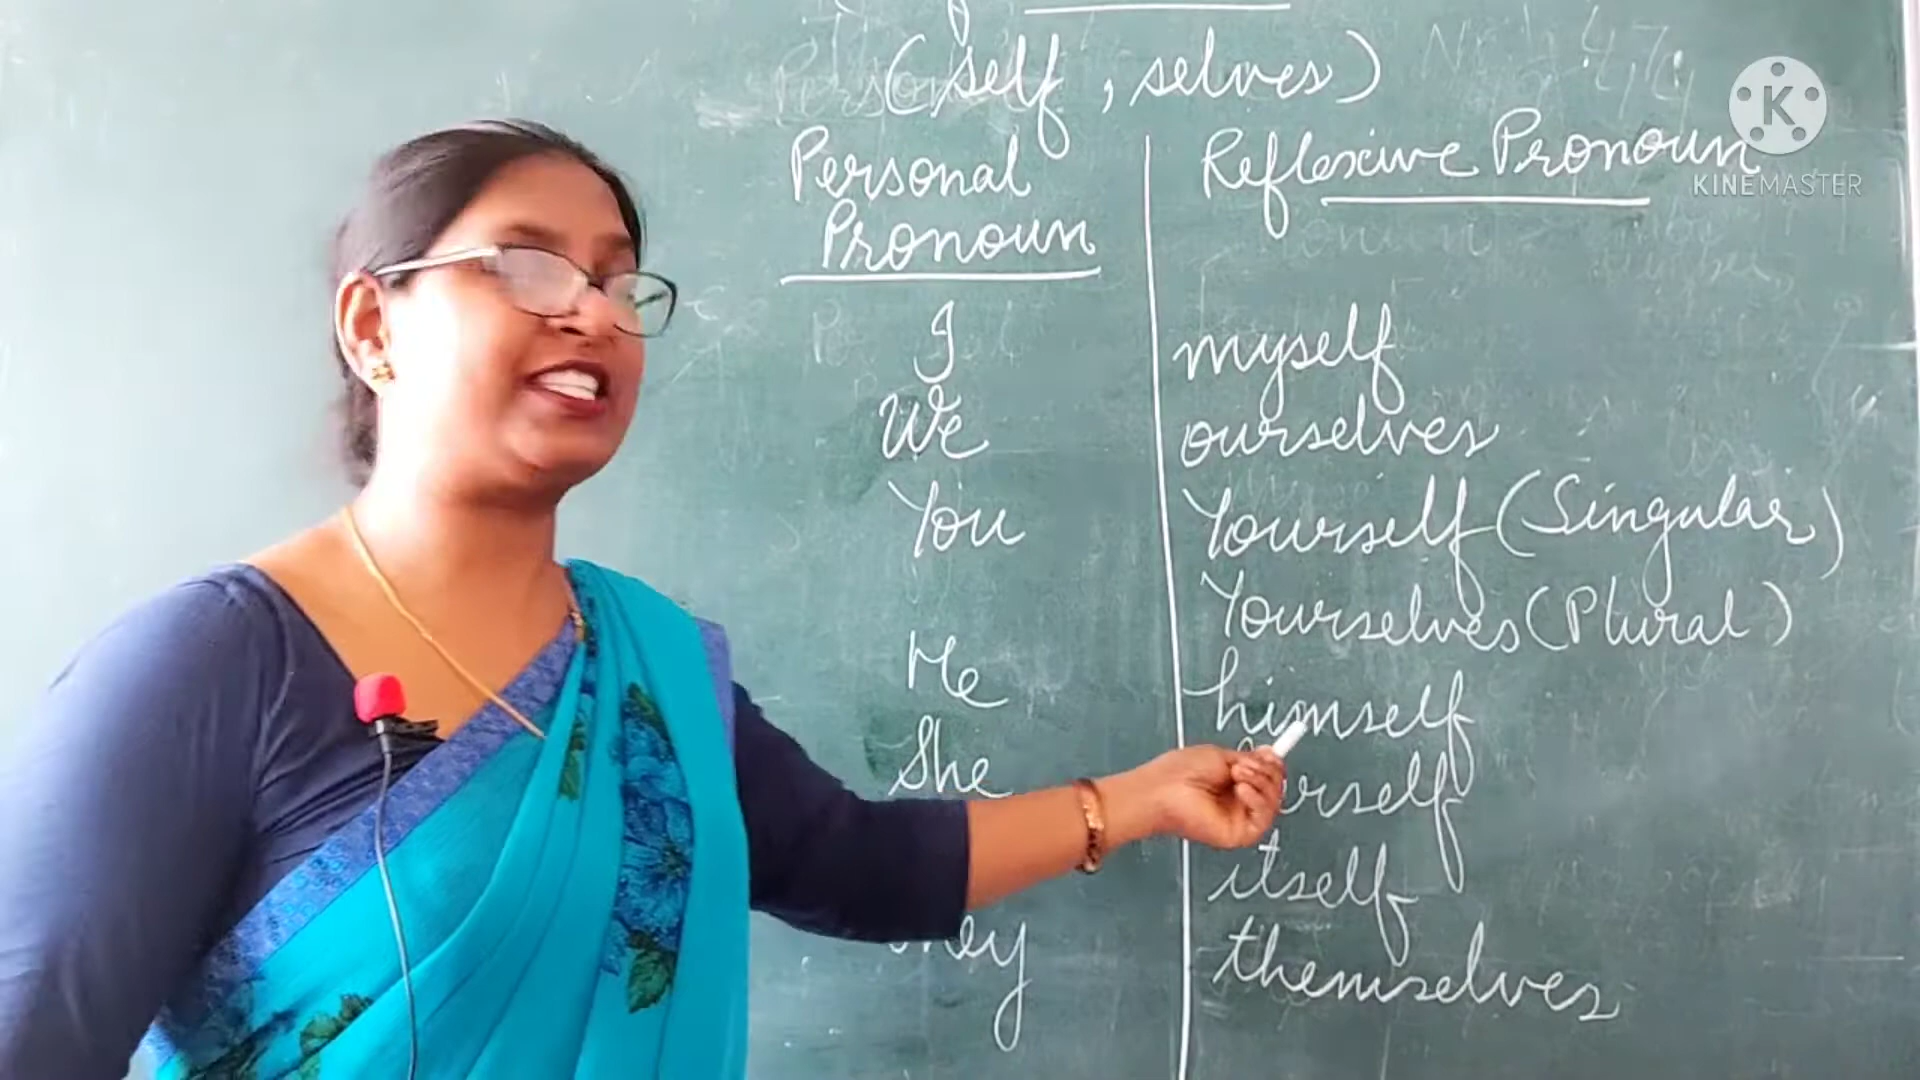 (self, selves)
Personal Pronoun
Reflexive Pronoun
I myself
We ourselves
You Yourself (Singular)
Yourselves (Plural)
He himself
She
itself
themselves
K
KINEMASTER